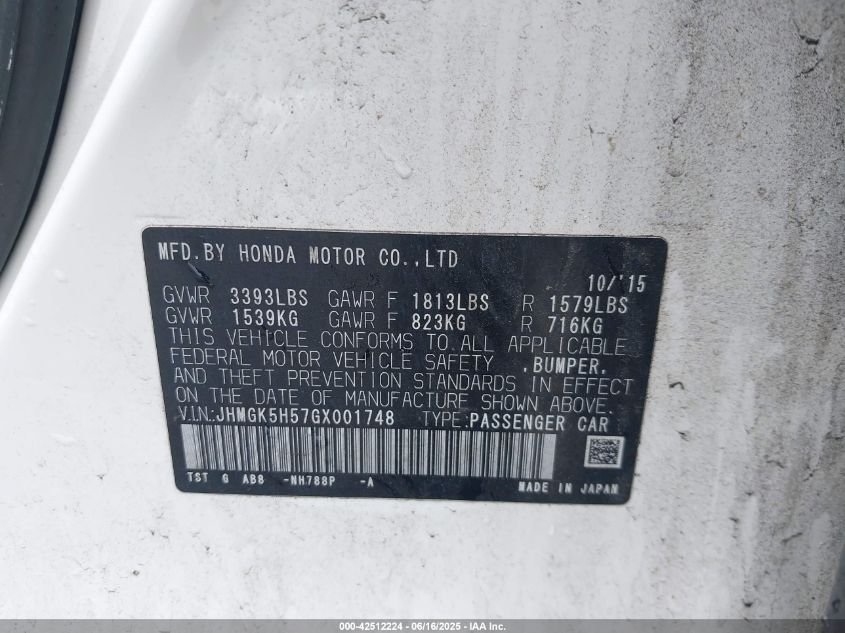 MFD.BY HONDA MOTOR CO.,LTD
10/'15
GVWR 3393LBS GAWR F 1813LBS R 1579LBS
GVWR 1539KG GAWR F 823KG R 716KG
THIS VEHICLE CONFORMS TO ALL APPLICABLE
FEDERAL MOTOR VEHICLE SAFETY ,BUMPER,
AND THEFT PREVENTION STANDARDS IN EFFECT
ON THE DATE OF MANUFACTURE SHOWN ABOVE.
V.I.N.:JHMGK5H57GX001748 TYPE:PASSENGER CAR
TST G AB8 -NH788P -A MADE IN JAPAN
000-42512224 - 06/16/2025 - IAA Inc.